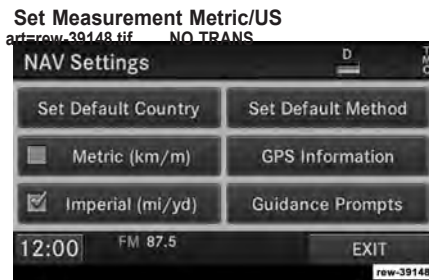 Set Measurement Metric/US
art=rew-39148.tif NO TRANS
NAV Settings D TMC
Set Default Country Set Default Method
Metric (km/m) GPS Information
Imperial (mi/yd) Guidance Prompts
12:00 FM 87.5 EXIT
rew-39148